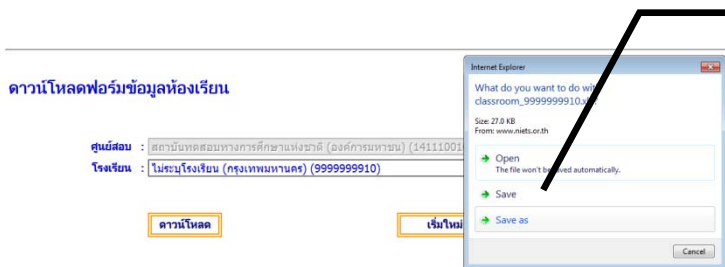 ดาวน์โหลดฟอร์มข้อมูลห้องเรียน
ศูนย์สอบ : สถาบันทดสอบทางการศึกษาแห่งชาติ (องค์การมหาชน)
โรงเรียน : ไม่ระบุโรงเรียน (กรุงเทพมหานคร) (9999999910)
ดาวน์โหลด
เริ่มใหม่
Internet Explorer
What do you want to do with
classroom_9999999910.
Size: 27.0 KB
From: www.niets.or.th
Open
The file won't be saved automatically.
Save
Save as
Cancel